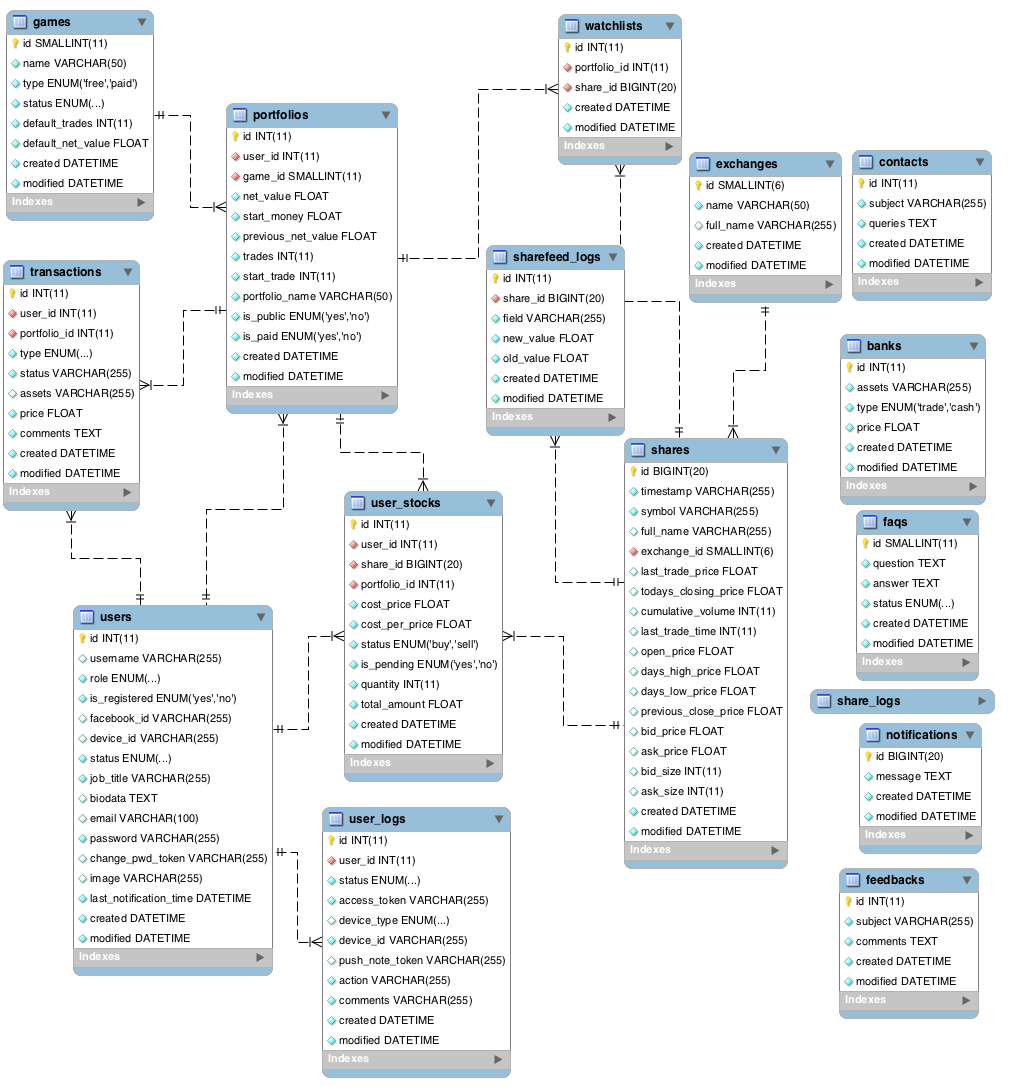 games
id SMALLINT(11)
name VARCHAR(50)
type ENUM('free','paid')
status ENUM(...)
default_trades INT(11)
default_net_value FLOAT
created DATETIME
modified DATETIME
Indexes
transactions
id INT(11)
user_id INT(11)
portfolio_id INT(11)
type ENUM(...)
status VARCHAR(255)
assets VARCHAR(255)
price FLOAT
comments TEXT
created DATETIME
modified DATETIME
Indexes
portfolios
id INT(11)
user_id INT(11)
game_id SMALLINT(11)
net_value FLOAT
start_money FLOAT
previous_net_value FLOAT
trades INT(11)
start_trade INT(11)
portfolio_name VARCHAR(50)
is_public ENUM('yes','no')
is_paid ENUM('yes','no')
created DATETIME
modified DATETIME
Indexes
watchlists
id INT(11)
portfolio_id INT(11)
share_id BIGINT(20)
created DATETIME
modified DATETIME
Indexes
exchanges
id SMALLINT(6)
name VARCHAR(50)
full_name VARCHAR(255)
created DATETIME
modified DATETIME
Indexes
contacts
id INT(11)
subject VARCHAR(255)
queries TEXT
created DATETIME
modified DATETIME
Indexes
sharefeed_logs
id INT(11)
share_id BIGINT(20)
field VARCHAR(255)
new_value FLOAT
old_value FLOAT
created DATETIME
modified DATETIME
Indexes
banks
id INT(11)
assets VARCHAR(255)
type ENUM('trade','cash')
price FLOAT
created DATETIME
modified DATETIME
Indexes
shares
id BIGINT(20)
timestamp VARCHAR(255)
symbol VARCHAR(255)
full_name VARCHAR(255)
exchange_id SMALLINT(6)
last_trade_price FLOAT
todays_closing_price FLOAT
cumulative_volume INT(11)
last_trade_time INT(11)
open_price FLOAT
days_high_price FLOAT
days_low_price FLOAT
previous_close_price FLOAT
bid_price FLOAT
ask_price FLOAT
bid_size INT(11)
ask_size INT(11)
created DATETIME
modified DATETIME
Indexes
user_stocks
id INT(11)
user_id INT(11)
share_id BIGINT(20)
portfolio_id INT(11)
cost_price FLOAT
cost_per_price FLOAT
status ENUM('buy','sell')
is_pending ENUM('yes','no')
quantity INT(11)
total_amount FLOAT
created DATETIME
modified DATETIME
Indexes
faqs
id SMALLINT(11)
question TEXT
answer TEXT
status ENUM(...)
created DATETIME
modified DATETIME
Indexes
users
id INT(11)
username VARCHAR(255)
role ENUM(...)
is_registered ENUM('yes','no')
facebook_id VARCHAR(255)
device_id VARCHAR(255)
status ENUM(...)
job_title VARCHAR(255)
biodata TEXT
email VARCHAR(100)
password VARCHAR(255)
change_pwd_token VARCHAR(255)
image VARCHAR(255)
last_notification_time DATETIME
created DATETIME
modified DATETIME
Indexes
share_logs
notifications
id BIGINT(20)
message TEXT
created DATETIME
modified DATETIME
Indexes
user_logs
id INT(11)
user_id INT(11)
status ENUM(...)
access_token VARCHAR(255)
device_type ENUM(...)
device_id VARCHAR(255)
push_note_token VARCHAR(255)
action VARCHAR(255)
comments VARCHAR(255)
created DATETIME
modified DATETIME
Indexes
feedbacks
id INT(11)
subject VARCHAR(255)
comments TEXT
created DATETIME
modified DATETIME
Indexes